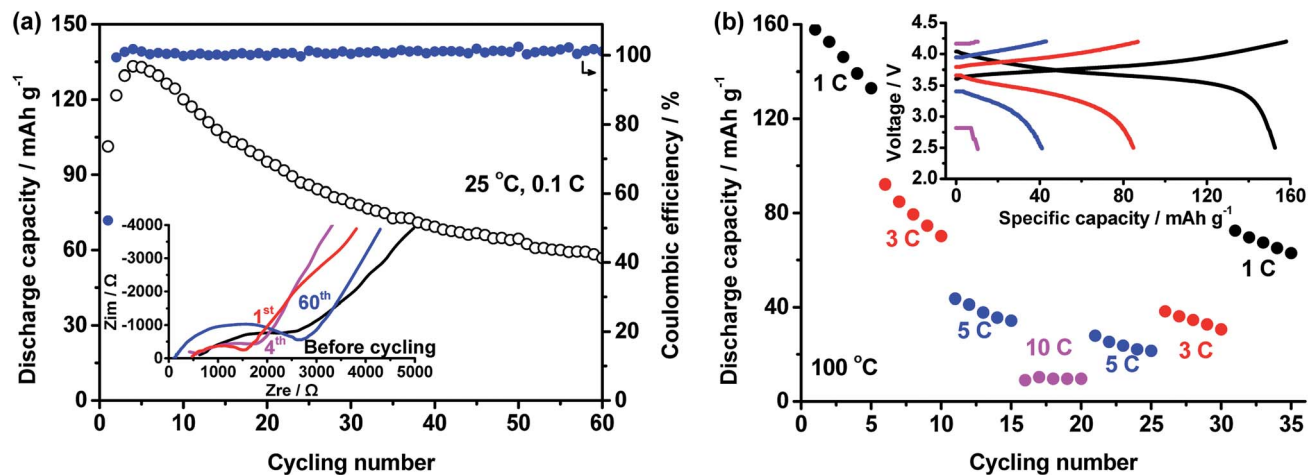 (a)
150
120
90
75
60
45
30
15
0
135
105
Discharge capacity / mAh g⁻¹
0 10 20 30 40 50 60
Cycling number
100
80
60
40
20
0
Coulombic efficiency / %
25 °C, 0.1 C
-4000
-3000
-2000
-1000
0
Zim / Ω
1st
4th
60th
Before cycling
0 1000 2000 3000 4000 5000
Zre / Ω
(b)
160
120
80
40
0
Discharge capacity / mAh g⁻¹
1 C
3 C
5 C
10 C
5 C
3 C
1 C
100 °C
0 5 10 15 20 25 30 35
Cycling number
4.5
4.0
3.5
3.0
2.5
2.0
Voltage / V
0 40 80 120 160
Specific capacity / mAh g⁻¹